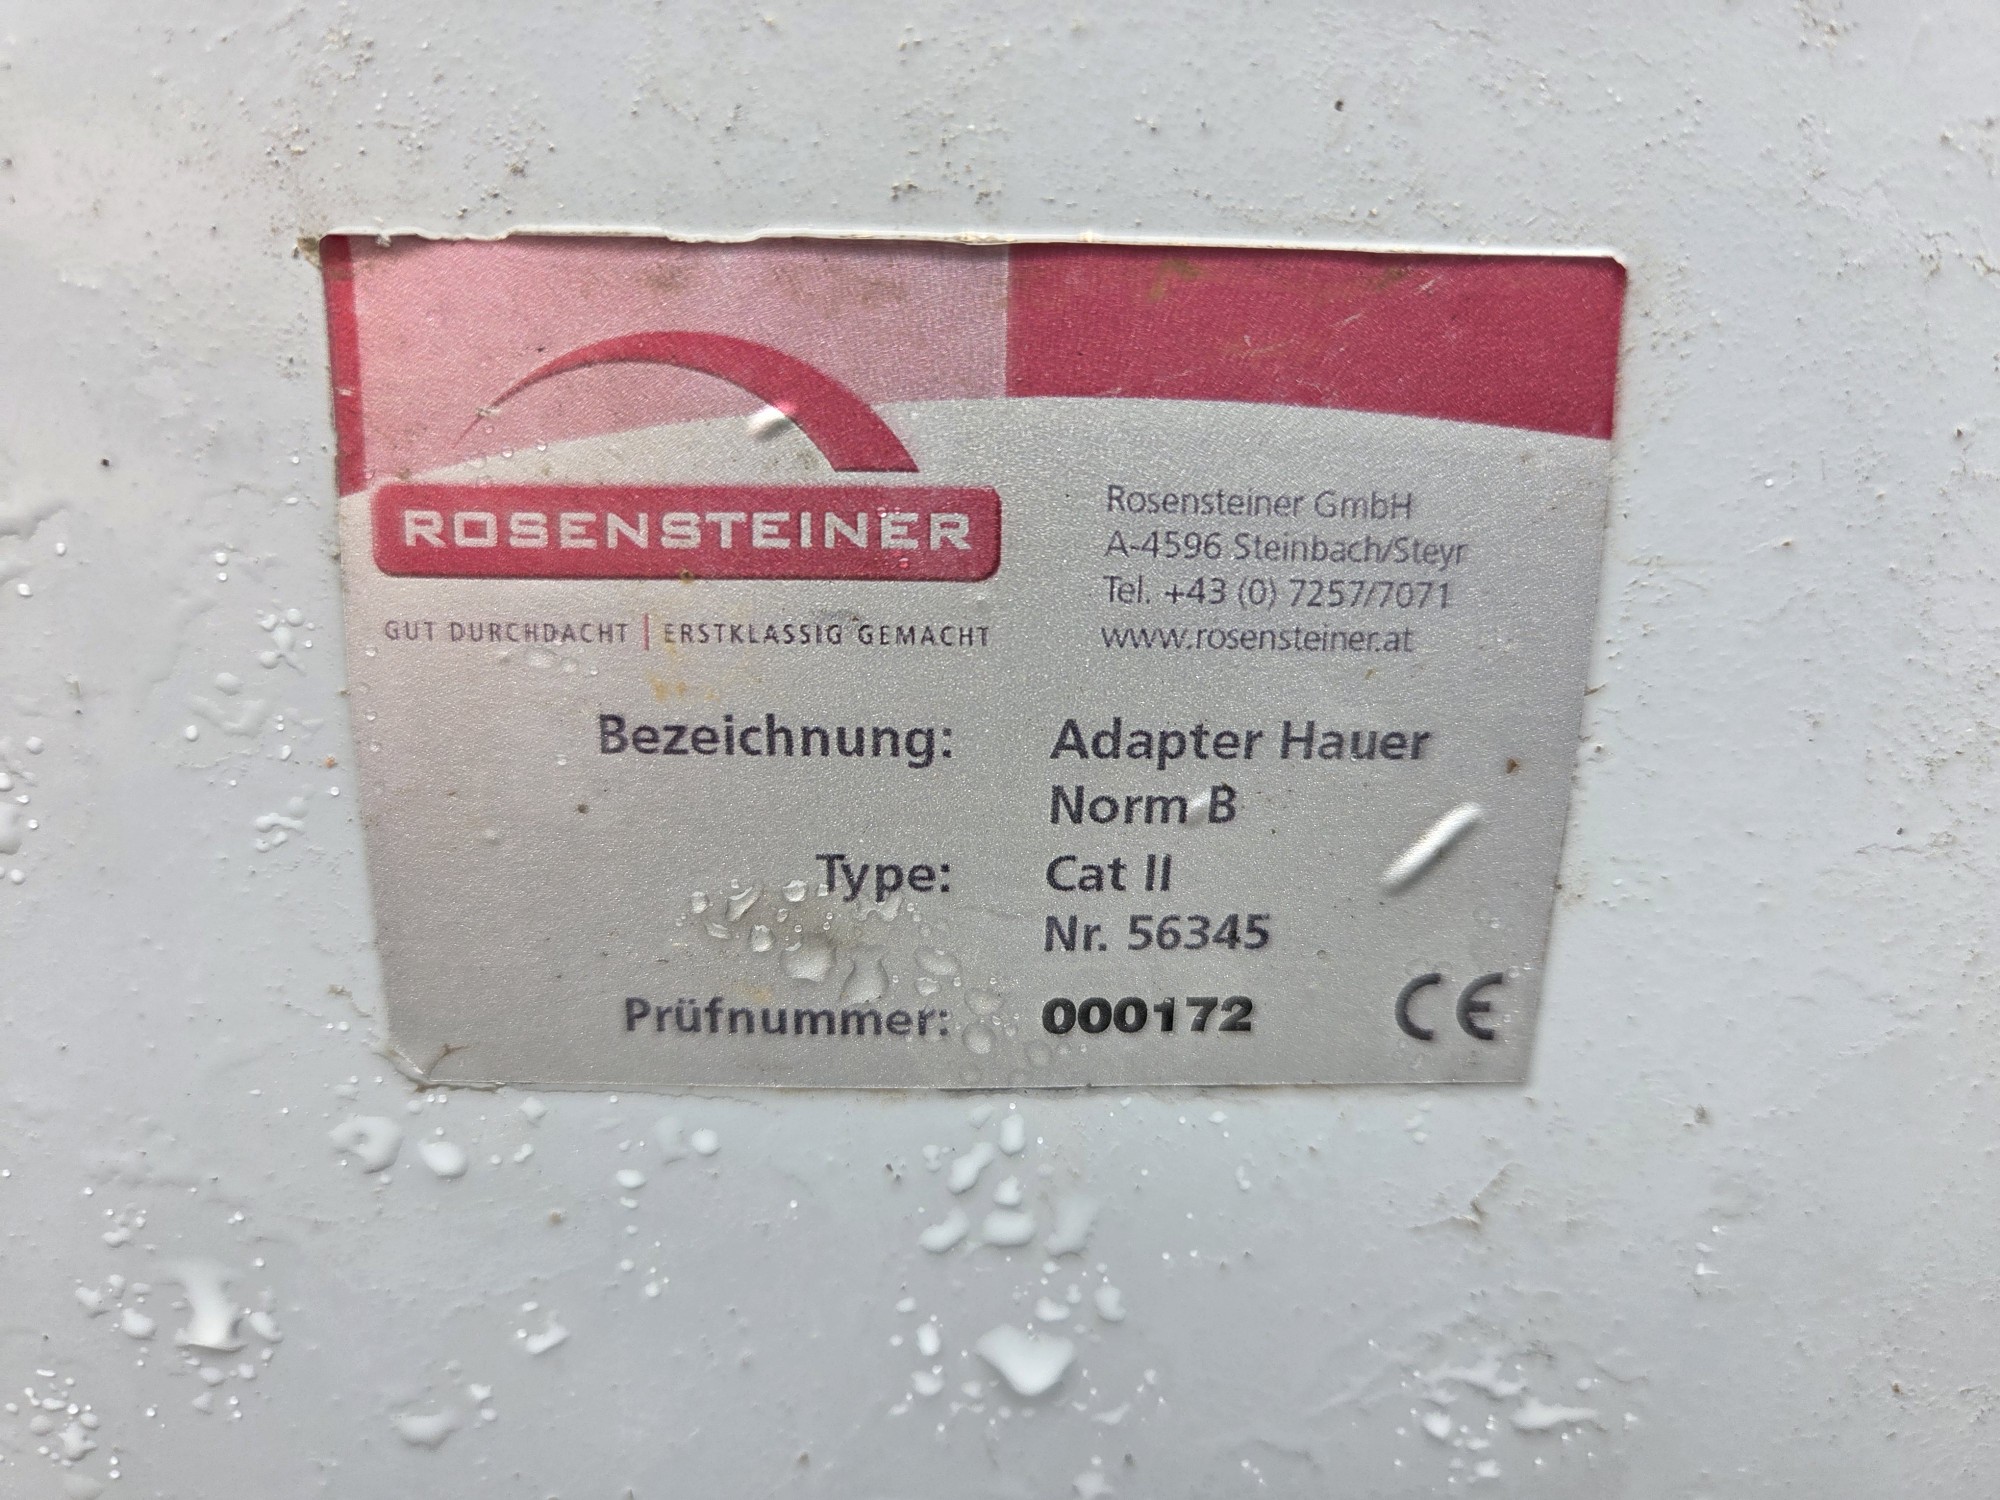 ROSENSTEINER
GUT DURCHDACHT | ERSTKLASSIG GEMACHT
Rosensteiner GmbH
A-4596 Steinbach/Steyr
Tel. +43 (0) 7257/7071
www.rosensteiner.at
Bezeichnung: Adapter Hauer
Norm B
Type: Cat II
Nr. 56345
Prüfnummer: 000172 CE